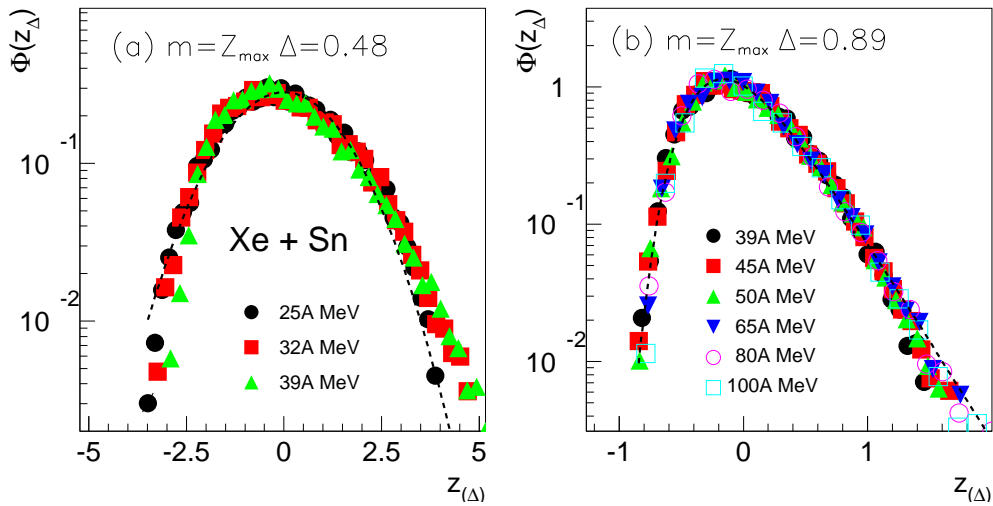 Φ(z_Δ)
(a) m=Z_max Δ=0.48
10^-1
10^-2
Xe + Sn
25A MeV
32A MeV
39A MeV
-5 -2.5 0 2.5 5
z_(Δ)
Φ(z_Δ)
(b) m=Z_max Δ=0.89
1
10^-1
10^-2
39A MeV
45A MeV
50A MeV
65A MeV
80A MeV
100A MeV
-1 0 1
z_(Δ)